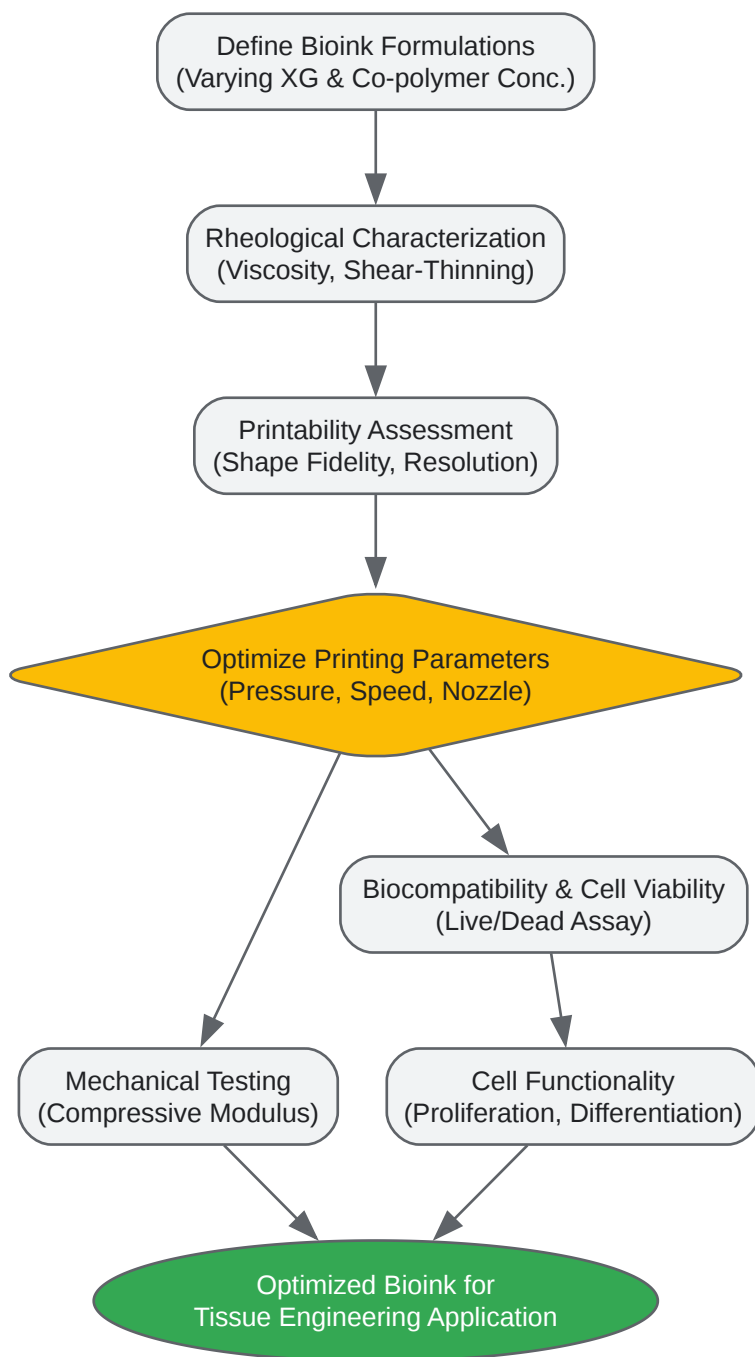 Define Bioink Formulations
(Varying XG & Co-polymer Conc.)
Rheological Characterization
(Viscosity, Shear-Thinning)
Printability Assessment
(Shape Fidelity, Resolution)
Optimize Printing Parameters
(Pressure, Speed, Nozzle)
Biocompatibility & Cell Viability
(Live/Dead Assay)
Mechanical Testing
(Compressive Modulus)
Cell Functionality
(Proliferation, Differentiation)
Optimized Bioink for
Tissue Engineering Application